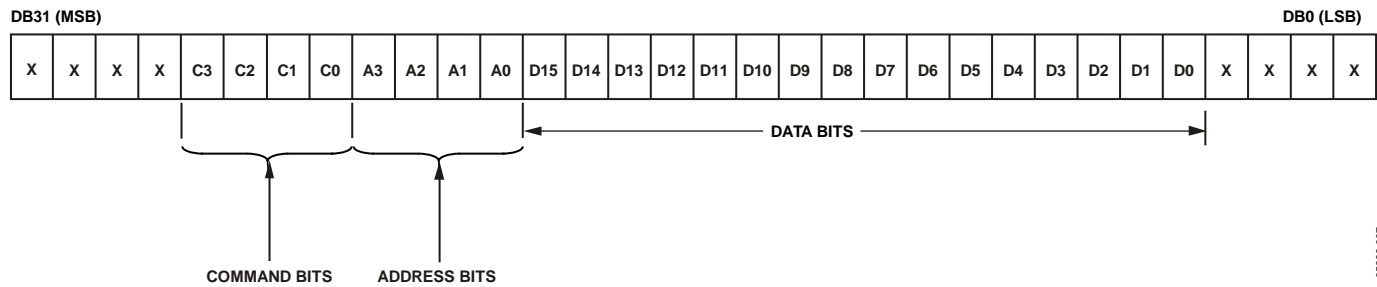 DB31 (MSB) DB0 (LSB)
X X X X C3 C2 C1 C0 A3 A2 A1 A0 D15 D14 D13 D12 D11 D10 D9 D8 D7 D6 D5 D4 D3 D2 D1 D0 X X X X
DATA BITS
COMMAND BITS ADDRESS BITS